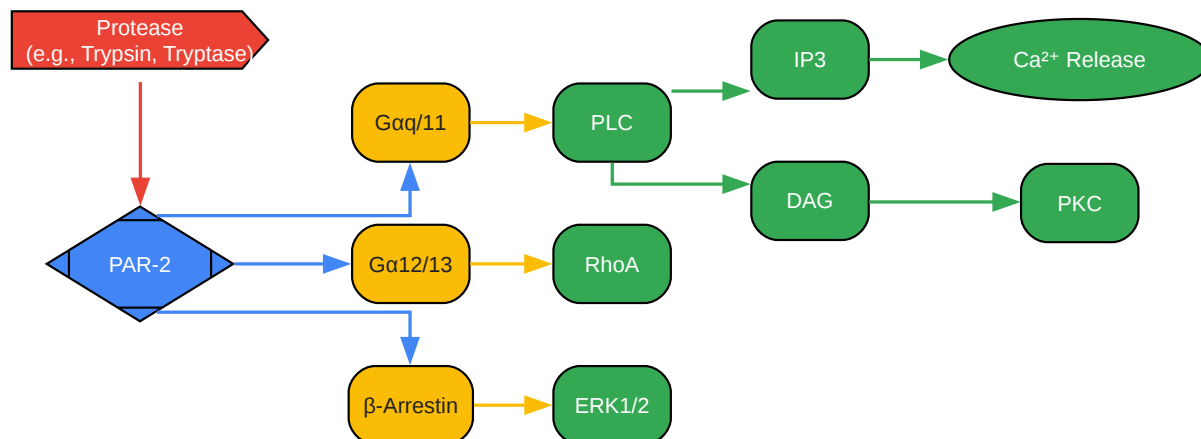 Protease
(e.g., Trypsin, Tryptase)
IP3
Ca²⁺ Release
Gαq/11
PLC
DAG
PKC
PAR-2
Gα12/13
RhoA
β-Arrestin
ERK1/2